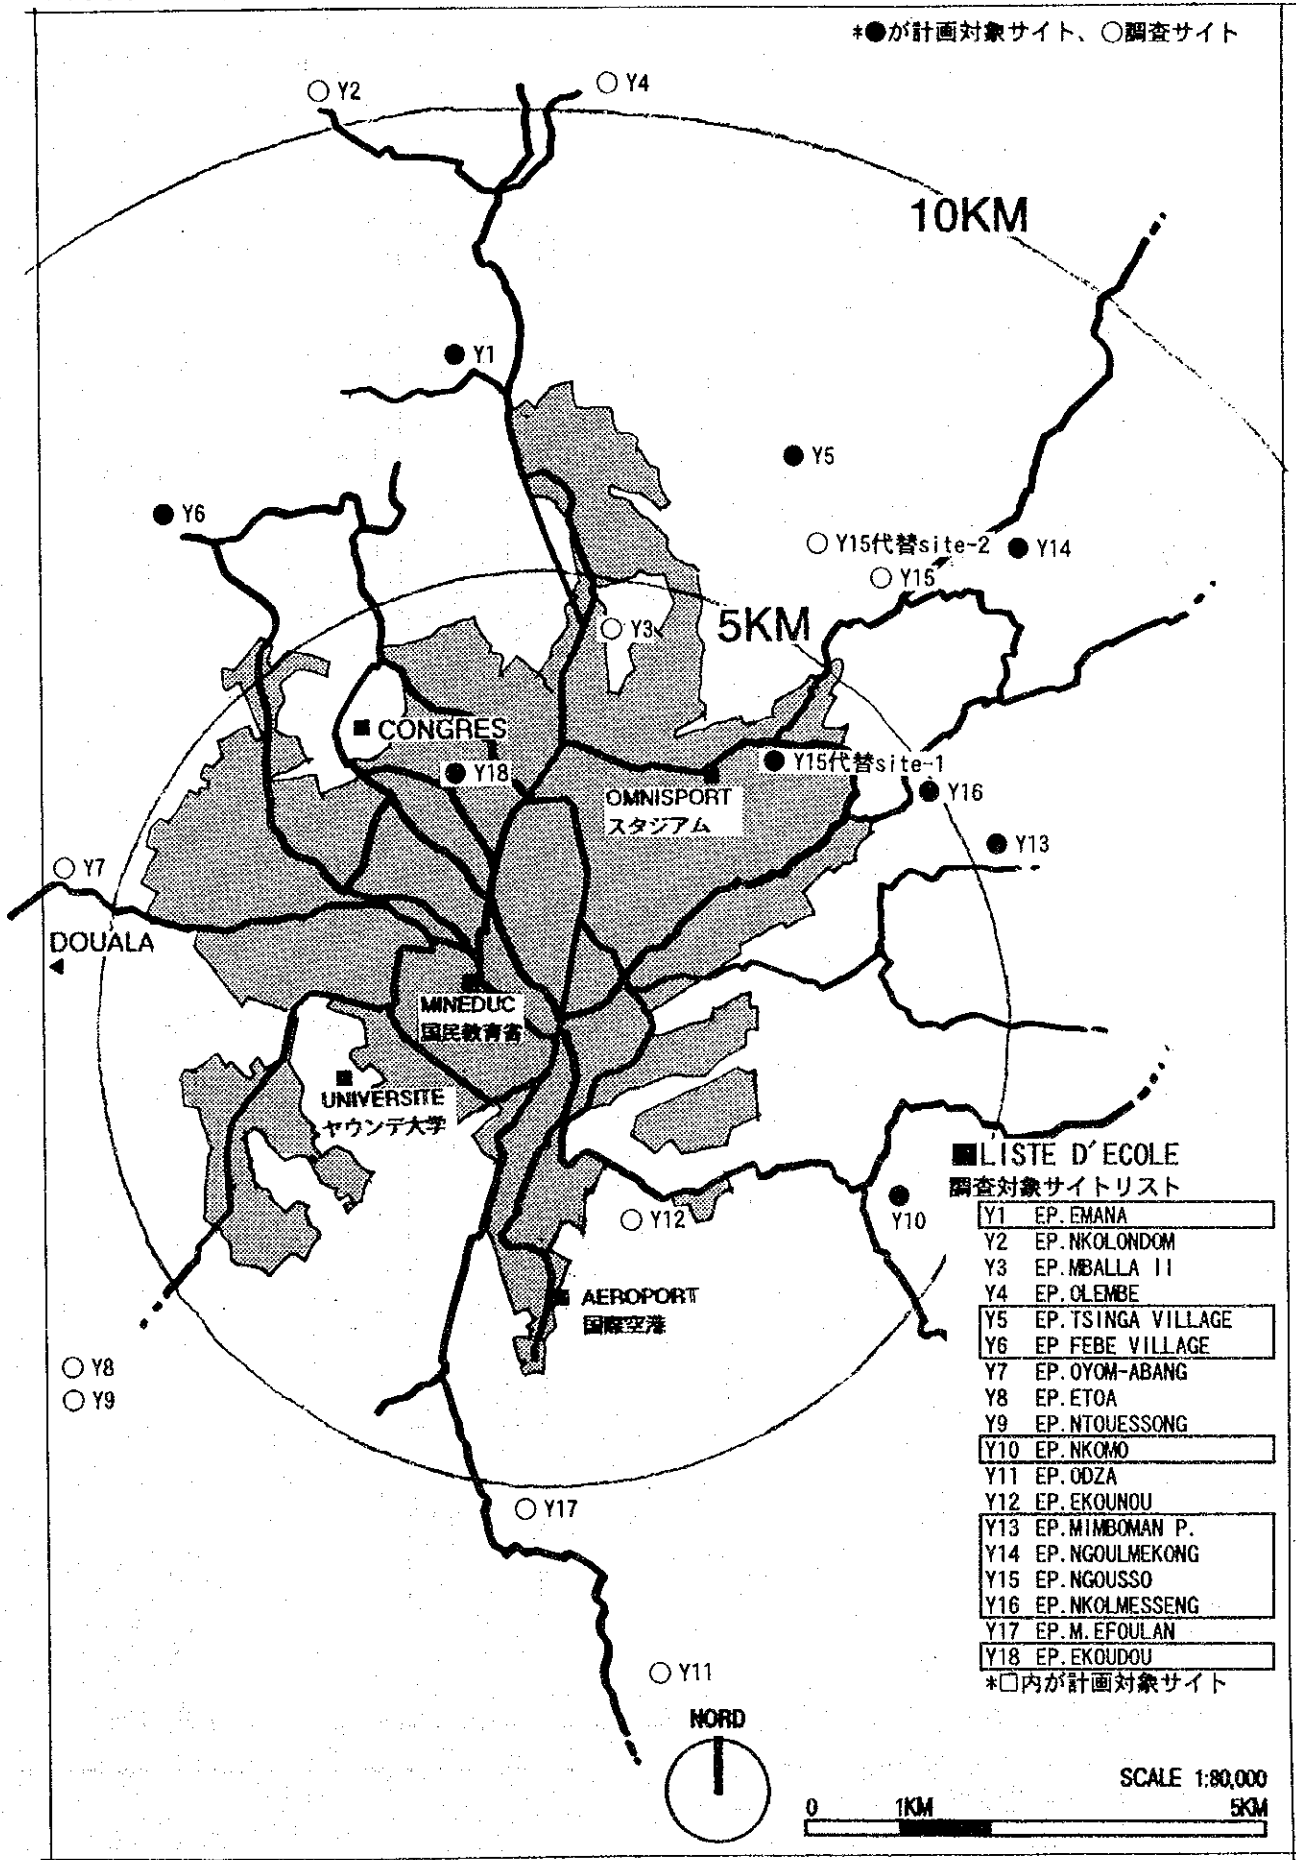 *●が計画対象サイト、○調査サイト
○ Y2
○ Y4
10KM
● Y1
● Y5
● Y6
○ Y15代替site-2
● Y14
○ Y15
○ Y3
5KM
■ CONGRES
● Y18
● Y15代替site-1
OMNISPORT
スタジアム
● Y16
● Y13
○ Y7
DOUALA
MINEDUC
国民教育省
UNIVERSITE
ヤウンデ大学
● Y10
○ Y12
AEROPORT
国際空港
○ Y8
○ Y9
○ Y17
○ Y11
■LISTE D'ECOLE
調査対象サイトリスト
Y1 EP.EMANA
Y2 EP.NKOLONDOM
Y3 EP.MBALLA II
Y4 EP.OLEMBE
Y5 EP.TSINGA VILLAGE
Y6 EP FEBE VILLAGE
Y7 EP.OYOM-ABANG
Y8 EP.ETOA
Y9 EP.NTOUESSONG
Y10 EP.NKOMO
Y11 EP.ODZA
Y12 EP.EKOUNOU
Y13 EP.MIMBOMAN P.
Y14 EP.NGOULMEKONG
Y15 EP.NGOUSSO
Y16 EP.NKOLMESSENG
Y17 EP.M.EFOULAN
Y18 EP.EKOUDOU
*□内が計画対象サイト
NORD
SCALE 1:80,000
0 1KM 5KM